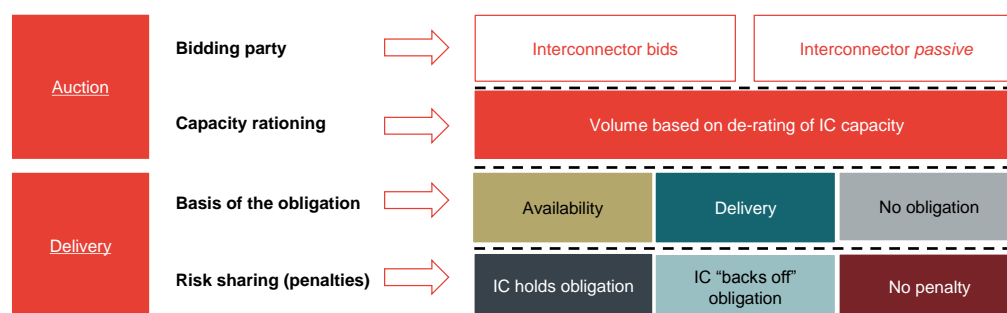 Bidding party
Interconnector bids
Interconnector passive
Auction
Capacity rationing
Volume based on de-rating of IC capacity
Basis of the obligation
Availability
Delivery
No obligation
Delivery
Risk sharing (penalties)
IC holds obligation
IC “backs off”
obligation
No penalty